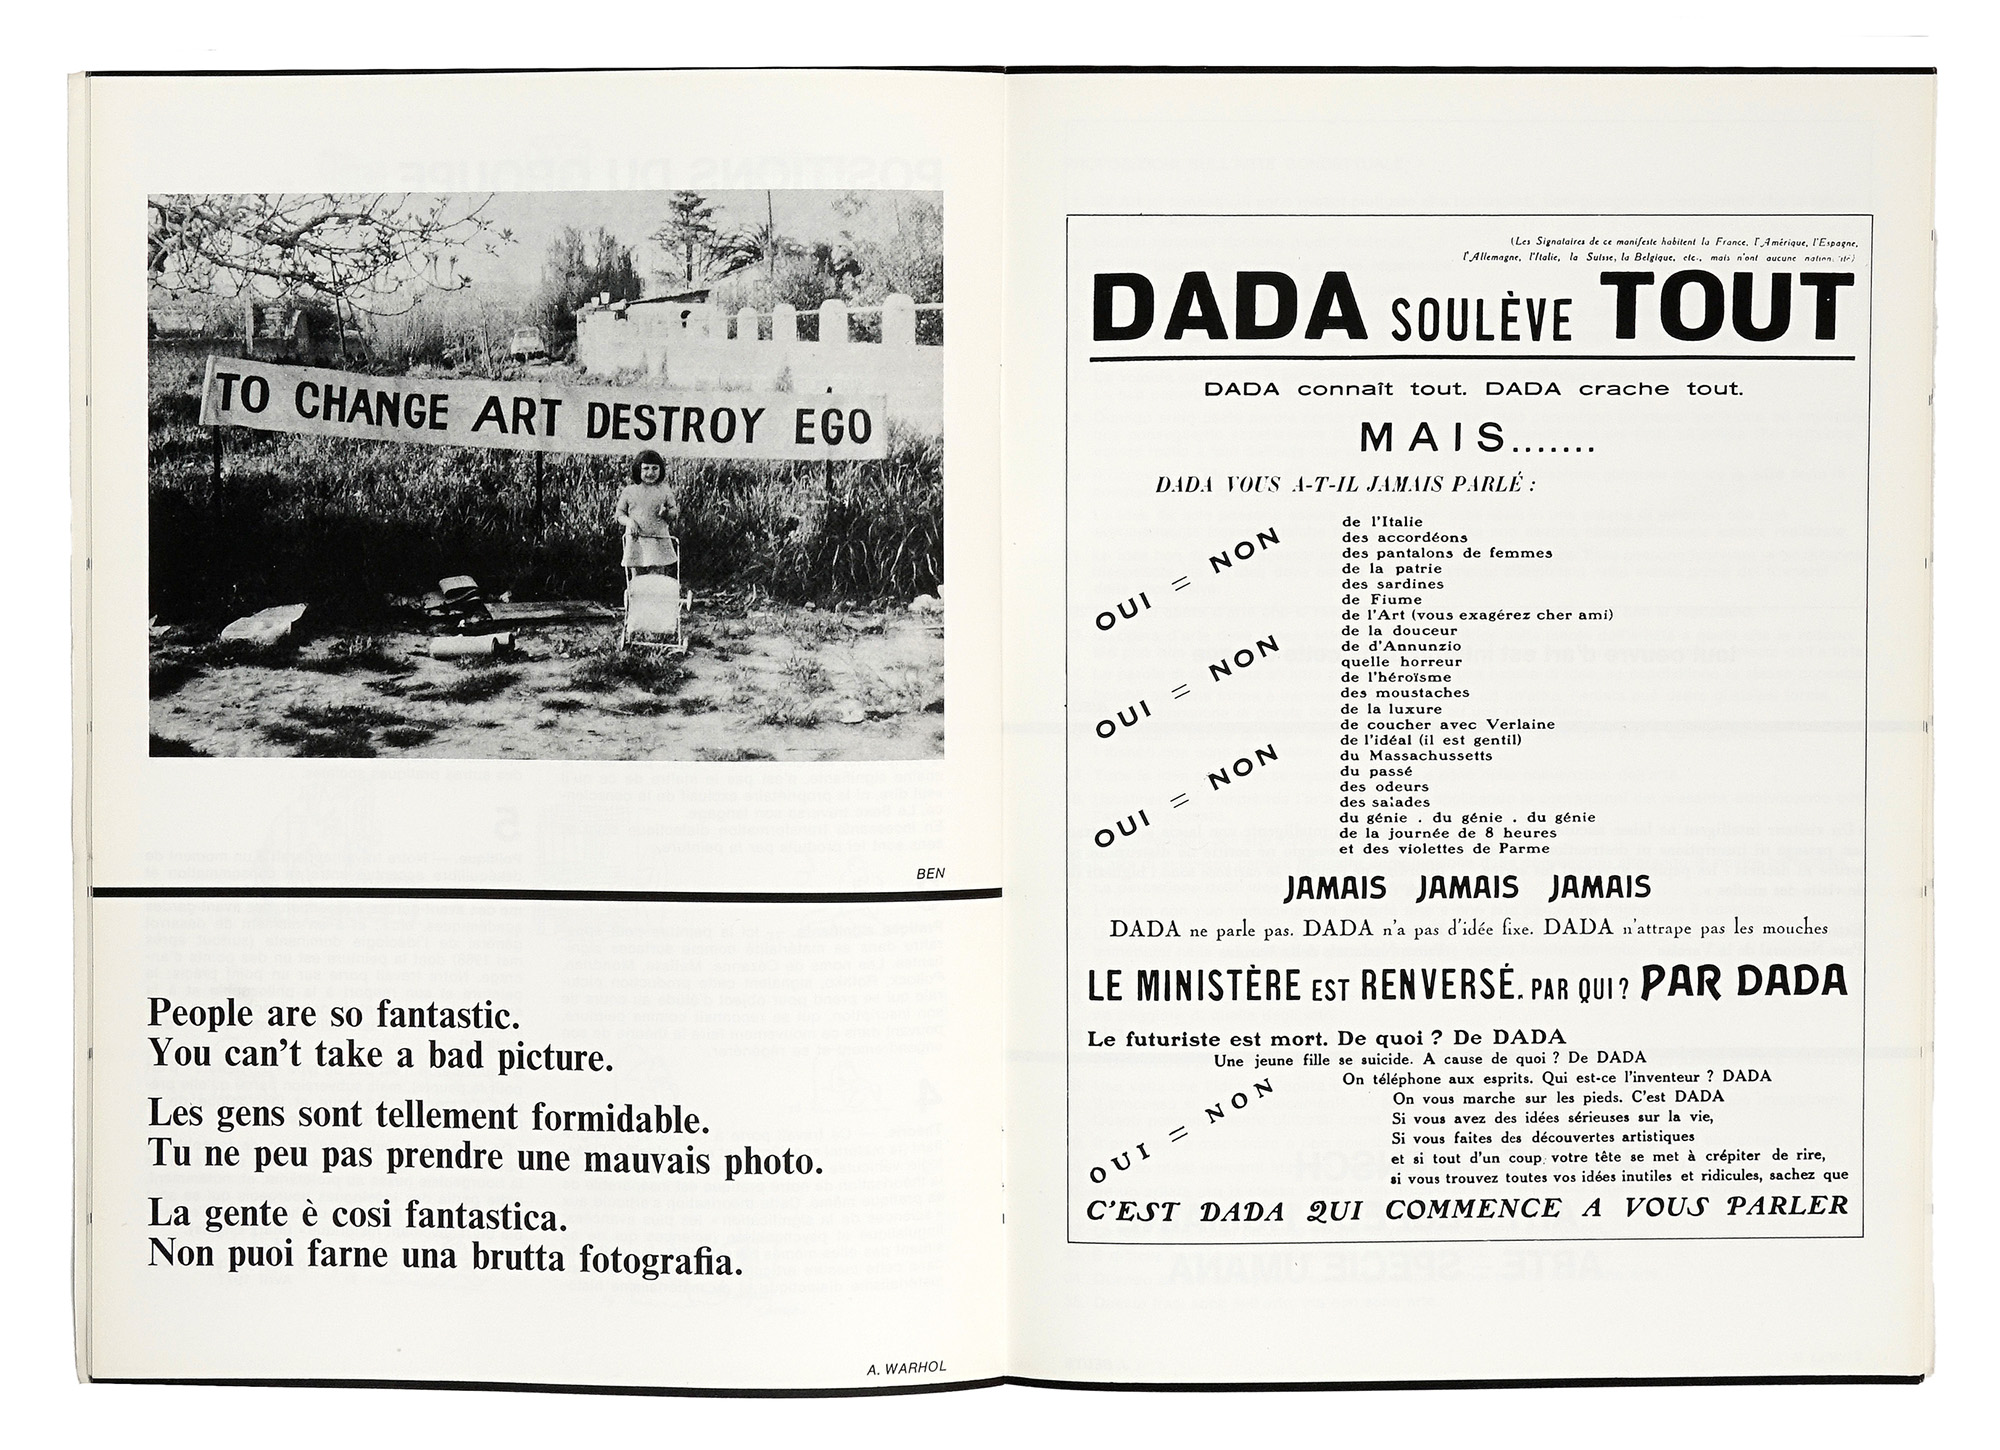 TO CHANGE ART DESTROY EGO
BEN
People are so fantastic.
You can't take a bad picture.
Les gens sont tellement formidable.
Tu ne peu pas prendre une mauvais photo.
La gente è cosi fantastica.
Non puoi farne una brutta fotografia.
A. WARHOL
(Les Signataires de ce manifeste habitent la France, l'Amérique, l'Espagne,
l'Allemagne, l'Italie, la Suisse, la Belgique, etc., mais n'ont aucune
DADA SOULÈVE TOUT
DADA connaît tout. DADA crache tout.
MAIS.......
DADA VOUS A-T-IL JAMAIS PARLÉ :
OUI = NON
OUI = NON
OUI = NON
de l'Italie
des accordéons
des pantalons de femmes
de la patrie
des sardines
de Fiume
de l'Art (vous exagérez cher ami)
de la douceur
de d'Annunzio
quelle horreur
de l'héroïsme
des moustaches
de la luxure
de coucher avec Verlaine
de l'idéal (il est gentil)
du Massachussetts
du passé
des odeurs
des salades
du génie . du génie . du génie
de la journée de 8 heures
et des violettes de Parme
JAMAIS JAMAIS JAMAIS
DADA ne parle pas. DADA n'a pas d'idée fixe. DADA n'attrape pas les mouches
LE MINISTÈRE EST RENVERSÉ. PAR QUI? PAR DADA
Le futuriste est mort. De quoi ? De DADA
Une jeune fille se suicide. A cause de quoi ? De DADA
On téléphone aux esprits. Qui est-ce l'inventeur ? DADA
OUI = NON
On vous marche sur les pieds. C'est DADA
Si vous avez des idées sérieuses sur la vie,
Si vous faites des découvertes artistiques
et si tout d'un coup votre tête se met à crépiter de rire,
si vous trouvez toutes vos idées inutiles et ridicules, sachez que
C'EST DADA QUI COMMENCE A VOUS PARLER